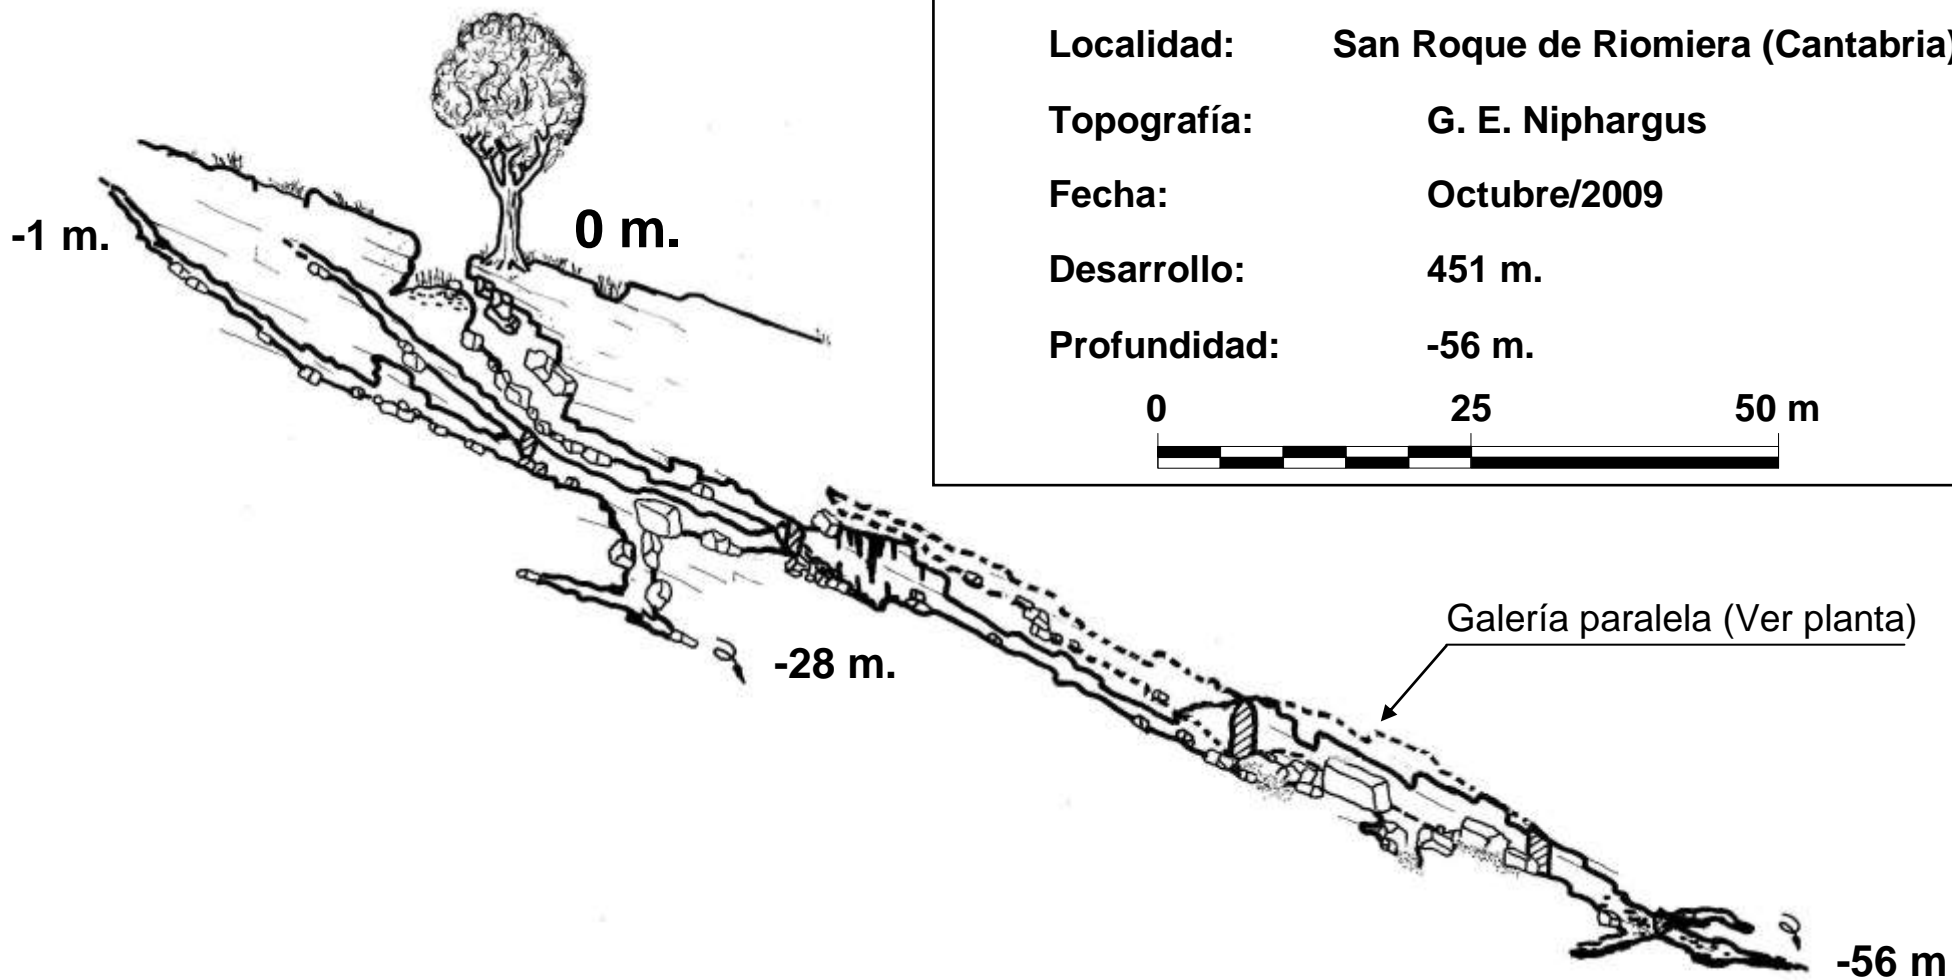 Localidad: San Roque de Riomiera (Cantabria)
Topografía: G. E. Niphargus
Fecha: Octubre/2009
Desarrollo: 451 m.
Profundidad: -56 m.
0 25 50 m
-1 m.
0 m.
-28 m.
Galería paralela (Ver planta)
-56 m